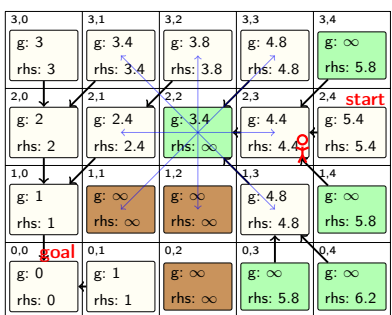 3,0 3,1 3,2 3,3 3,4
g: 3 g: 3.4 g: 3.8 g: 4.8 g: ∞
rhs: 3 rhs: 3.4 rhs: 3.8 rhs: 4.8 rhs: 5.8
2,0 2,1 2,2 2,3 2,4 start
g: 2 g: 2.4 g: 3.4 g: 4.4 g: 5.4
rhs: 2 rhs: 2.4 rhs: ∞ rhs: 4.4 rhs: 5.4
1,0 1,1 1,2 1,3 1,4
g: 1 g: ∞ g: ∞ g: 4.8 g: ∞
rhs: 1 rhs: ∞ rhs: ∞ rhs: 4.8 rhs: 5.8
0,0 goal 0,1 0,2 0,3 0,4
g: 0 g: 1 g: ∞ g: ∞ g: ∞
rhs: 0 rhs: 1 rhs: ∞ rhs: 5.8 rhs: 6.2